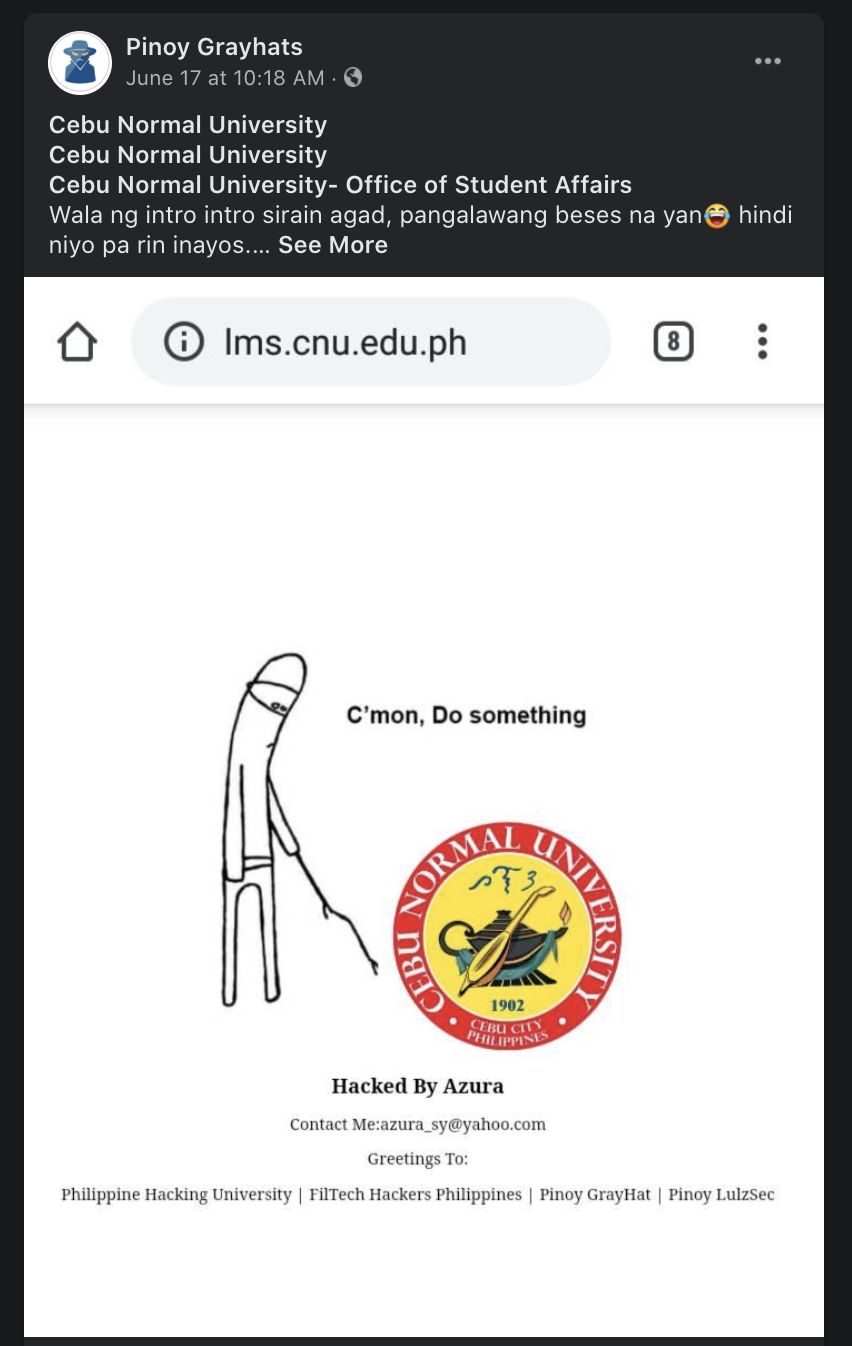 Pinoy Grayhats
June 17 at 10:18 AM ·
Cebu Normal University
Cebu Normal University
Cebu Normal University- Office of Student Affairs
Wala ng intro intro sirain agad, pangalawang beses na yan😂 hindi
niyo pa rin inayos.... See More
lms.cnu.edu.ph
8
C'mon, Do something
CEBU NORMAL UNIVERSITY
1902
CEBU CITY
PHILIPPINES
Hacked By Azura
Contact Me:azura_sy@yahoo.com
Greetings To:
Philippine Hacking University | FilTech Hackers Philippines | Pinoy GrayHat | Pinoy LulzSec